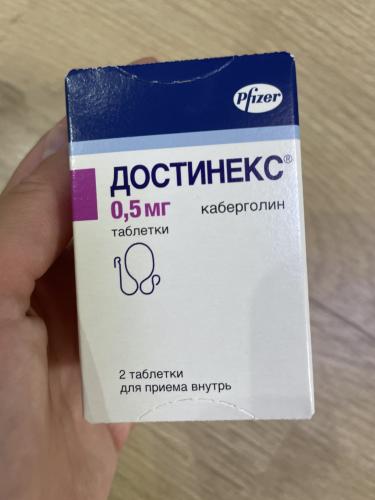 Pfizer
ДОСТИНЕКС®
0,5 мг каберголин
таблетки
2 таблетки
для приема внутрь